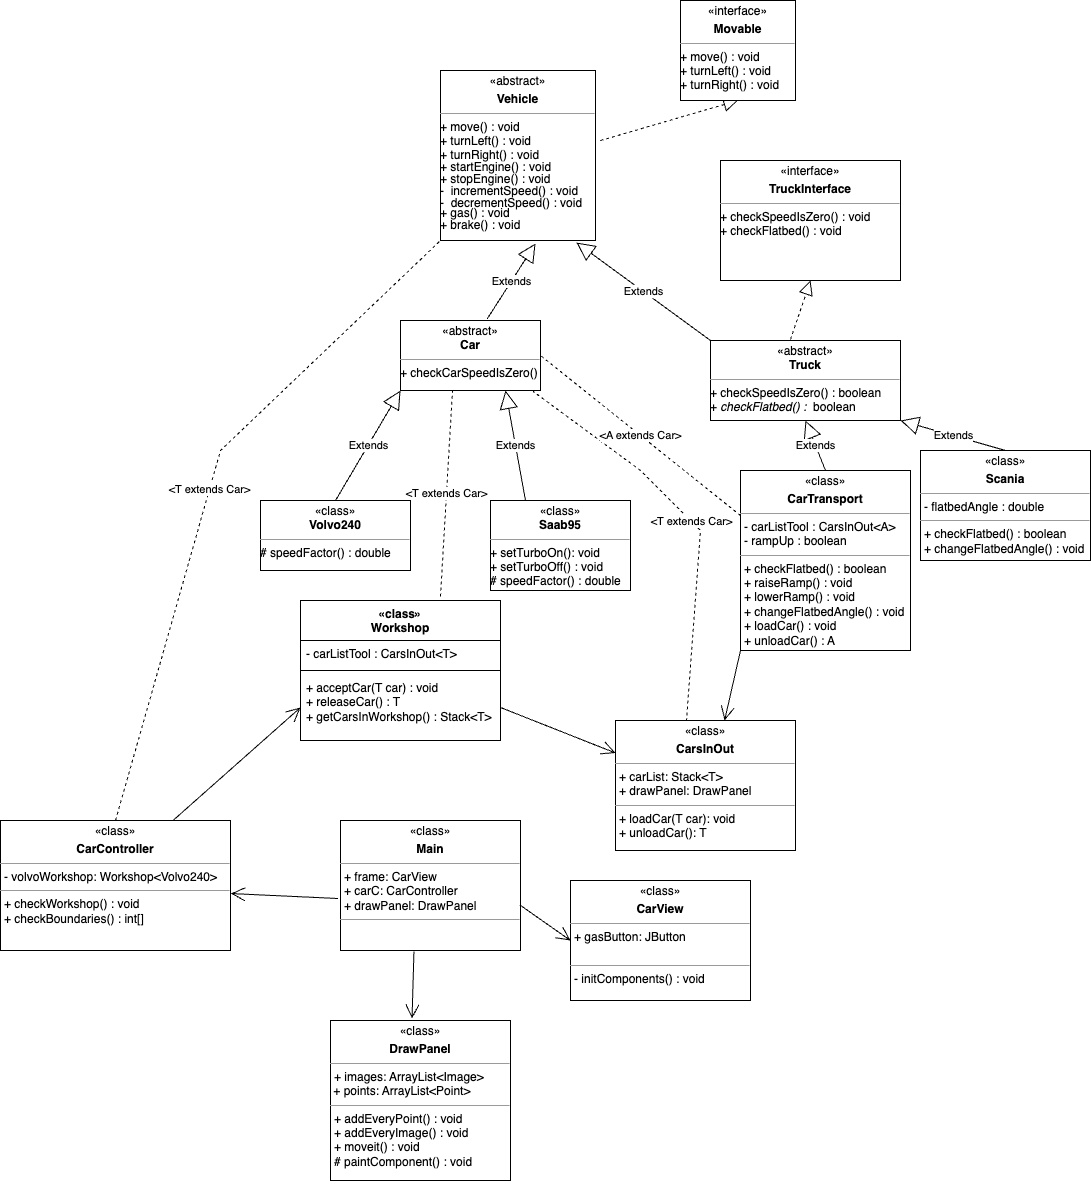 «interface»
Movable
+ move() : void
+ turnLeft() : void
+ turnRight() : void
«abstract»
Vehicle
+ move() : void
+ turnLeft() : void
+ turnRight() : void
+ startEngine() : void
+ stopEngine() : void
- incrementSpeed() : void
- decrementSpeed() : void
+ gas() : void
+ brake() : void
«interface»
TruckInterface
+ checkSpeedIsZero() : void
+ checkFlatbed() : void
Extends
Extends
«abstract»
Car
+ checkCarSpeedIsZero()
«abstract»
Truck
+ checkSpeedIsZero() : boolean
+ checkFlatbed() : boolean
Extends
Extends
<A extends Car>
Extends
Extends
<T extends Car>
<T extends Car>
<T extends Car>
«class»
Volvo240
# speedFactor() : double
«class»
Saab95
+ setTurboOn(): void
+ setTurboOff() : void
# speedFactor() : double
«class»
CarTransport
- carListTool : CarsInOut<A>
- rampUp : boolean
+ checkFlatbed() : boolean
+ raiseRamp() : void
+ lowerRamp() : void
+ changeFlatbedAngle() : void
+ loadCar() : void
+ unloadCar() : A
«class»
Scania
- flatbedAngle : double
+ checkFlatbed() : boolean
+ changeFlatbedAngle() : void
«class»
Workshop
- carListTool : CarsInOut<T>
+ acceptCar(T car) : void
+ releaseCar() : T
+ getCarsInWorkshop() : Stack<T>
«class»
CarsInOut
+ carList: Stack<T>
+ drawPanel: DrawPanel
+ loadCar(T car): void
+ unloadCar(): T
«class»
CarController
- volvoWorkshop: Workshop<Volvo240>
+ checkWorkshop() : void
+ checkBoundaries() : int[]
«class»
Main
+ frame: CarView
+ carC: CarController
+ drawPanel: DrawPanel
«class»
CarView
+ gasButton: JButton
- initComponents() : void
«class»
DrawPanel
+ images: ArrayList<Image>
+ points: ArrayList<Point>
+ addEveryPoint() : void
+ addEveryImage() : void
+ moveit() : void
# paintComponent() : void